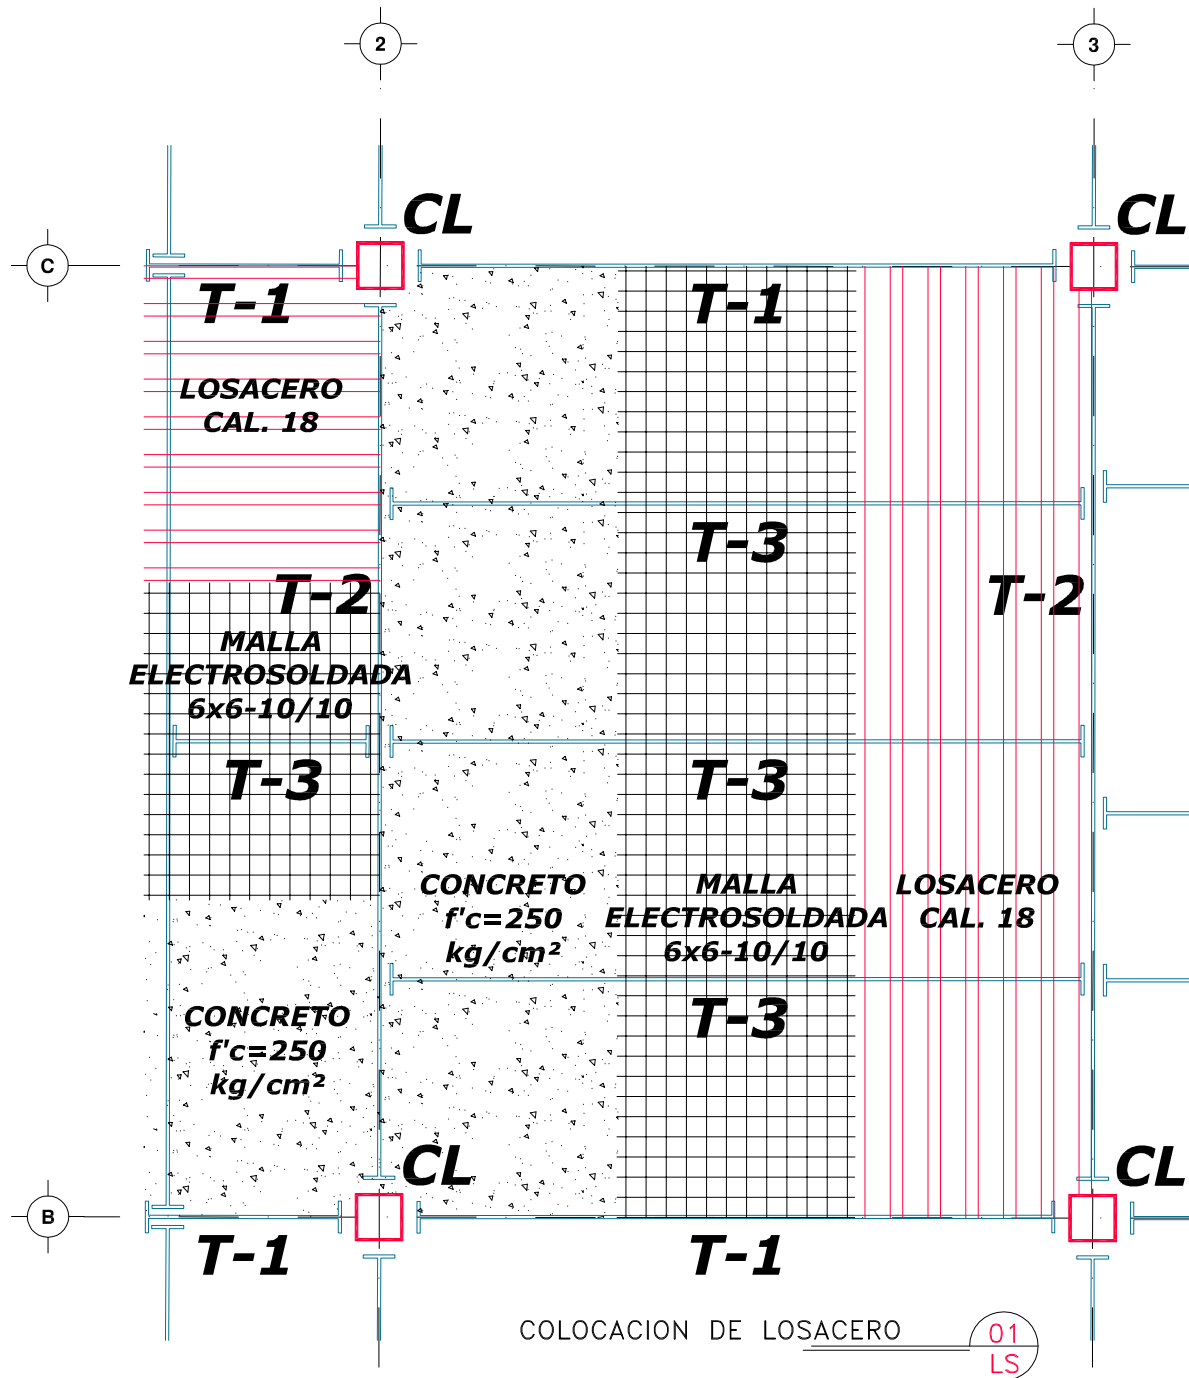 2
3
CL
CL
C
T-1
T-1
LOSACERO
CAL. 18
T-3
T-2
T-2
MALLA
ELECTROSOLDADA
6x6-10/10
T-3
T-3
CONCRETO
f'c=250
kg/cm²
MALLA
ELECTROSOLDADA
6x6-10/10
LOSACERO
CAL. 18
T-3
CONCRETO
f'c=250
kg/cm²
CL
CL
B
T-1
T-1
COLOCACION DE LOSACERO
01
LS